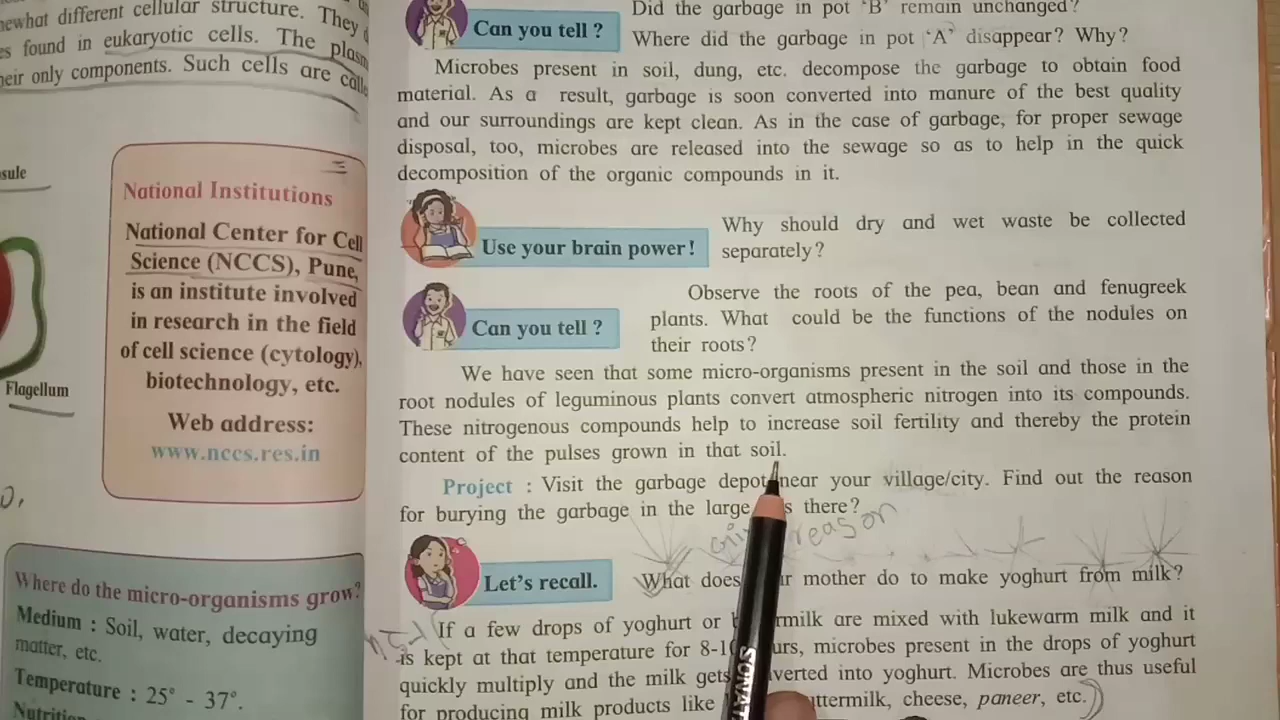 ewhat different cellular structure. They
es found in eukaryotic cells. The plasm
heir only components. Such cells are calle
sule
National Institutions
National Center for Cell
Science (NCCS), Pune,
is an institute involved
in research in the field
of cell science (cytology),
biotechnology, etc.
Web address:
www.nccs.res.in
Flagellum
Where do the micro-organisms grow?
Medium : Soil, water, decaying
matter, etc.
Temperature : 25° - 37°.
Did the garbage in pot 'B' remain unchanged?
Can you tell ?
Where did the garbage in pot 'A' disappear? Why?
Microbes present in soil, dung, etc. decompose the garbage to obtain food
material. As a result, garbage is soon converted into manure of the best quality
and our surroundings are kept clean. As in the case of garbage, for proper sewage
disposal, too, microbes are released into the sewage so as to help in the quick
decomposition of the organic compounds in it.
Use your brain power!
Why should dry and wet waste be collected
separately?
Can you tell ?
Observe the roots of the pea, bean and fenugreek
plants. What could be the functions of the nodules on
their roots?
We have seen that some micro-organisms present in the soil and those in the
root nodules of leguminous plants convert atmospheric nitrogen into its compounds.
These nitrogenous compounds help to increase soil fertility and thereby the protein
content of the pulses grown in that soil.
Project : Visit the garbage depot near your village/city. Find out the reason
for burying the garbage in the large s there?
reason
Let's recall.
What does r mother do to make yoghurt from milk?
If a few drops of yoghurt or milk are mixed with lukewarm milk and it
is kept at that temperature for 8-1 urs, microbes present in the drops of yoghurt
quickly multiply and the milk gets verted into yoghurt. Microbes are thus useful
for producing milk products like uttermilk, cheese, paneer, etc.